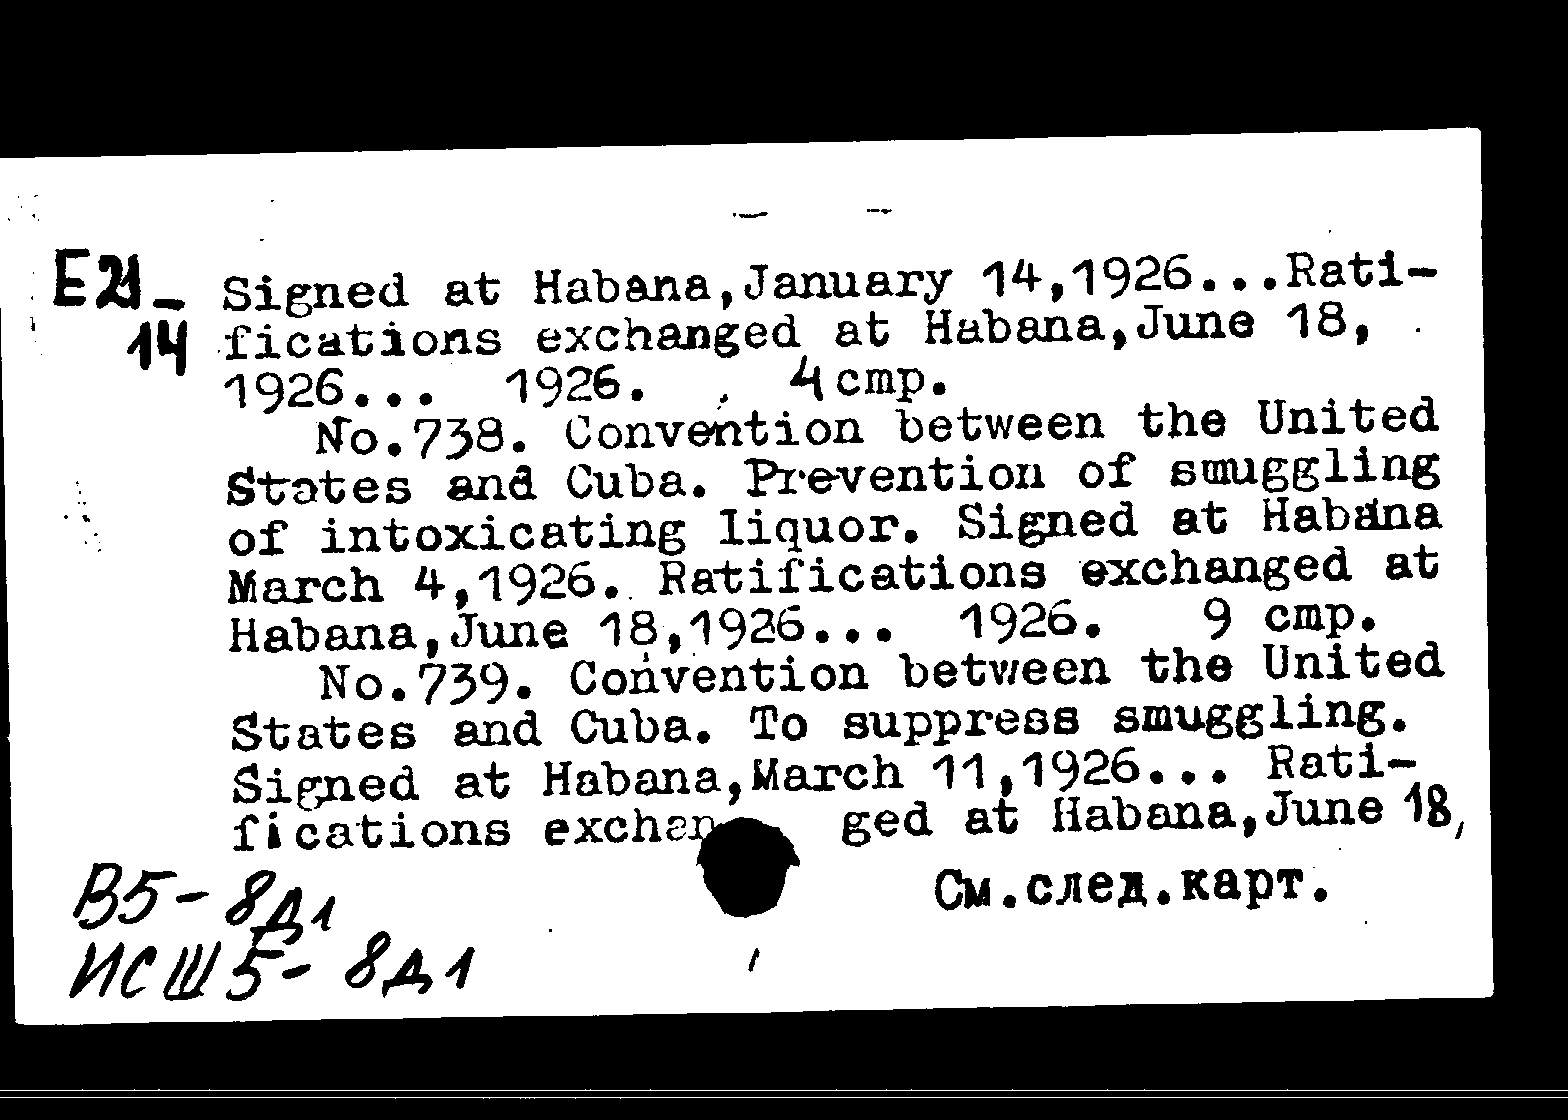 E21-
14
Signed at Habana,January 14,1926...Rati-
fications exchanged at Habana,June 18,
1926... 1926. 4 стр.
No.738. Convention between the United
States and Cuba. Prevention of smuggling
of intoxicating liquor. Signed at Habana
March 4,1926. Ratifications exchanged at
Habana,June 18,1926... 1926. 9 стр.
No.739. Convention between the United
States and Cuba. To suppress smuggling.
Signed at Habana,March 11,1926... Rati-
fications exchan ged at Habana,June 18,
См.след.карт.
В5-8д1
ИСШ5-8д1